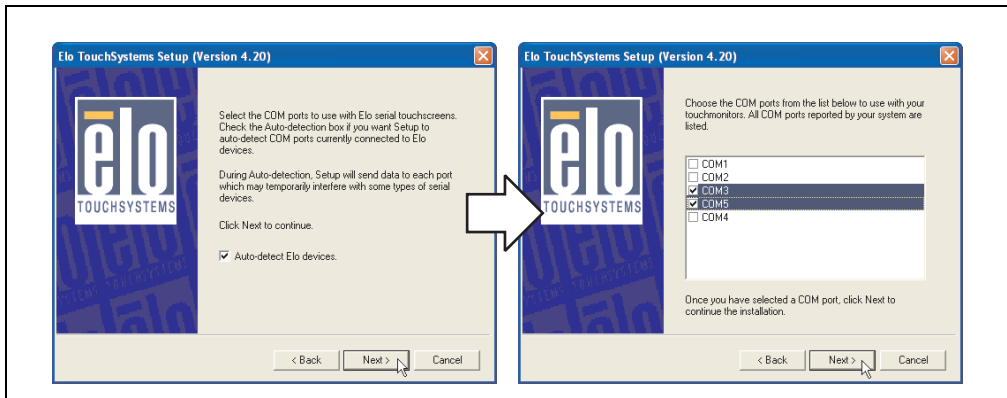 Elo TouchSystems Setup (Version 4.20)
elo
TOUCHSYSTEMS
Select the COM ports to use with Elo serial touchscreens.
Check the Auto-detection box if you want Setup to
auto-detect COM ports currently connected to Elo
devices.
During Auto-detection, Setup will send data to each port
which may temporarily interfere with some types of serial
devices.
Click Next to continue.
Auto-detect Elo devices.
< Back
Next >
Cancel
Elo TouchSystems Setup (Version 4.20)
elo
TOUCHSYSTEMS
Choose the COM ports from the list below to use with your
touchmonitors. All COM ports reported by your system are
listed.
COM1
COM2
COM3
COM5
COM4
Once you have selected a COM port, click Next to
continue the installation.
< Back
Next >
Cancel